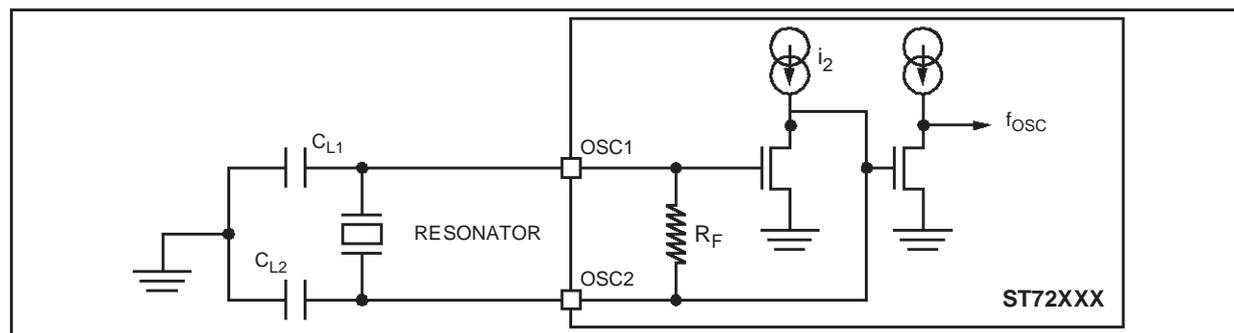 i2
fOSC
CL1
OSC1
RESONATOR
RF
CL2
OSC2
ST72XXX